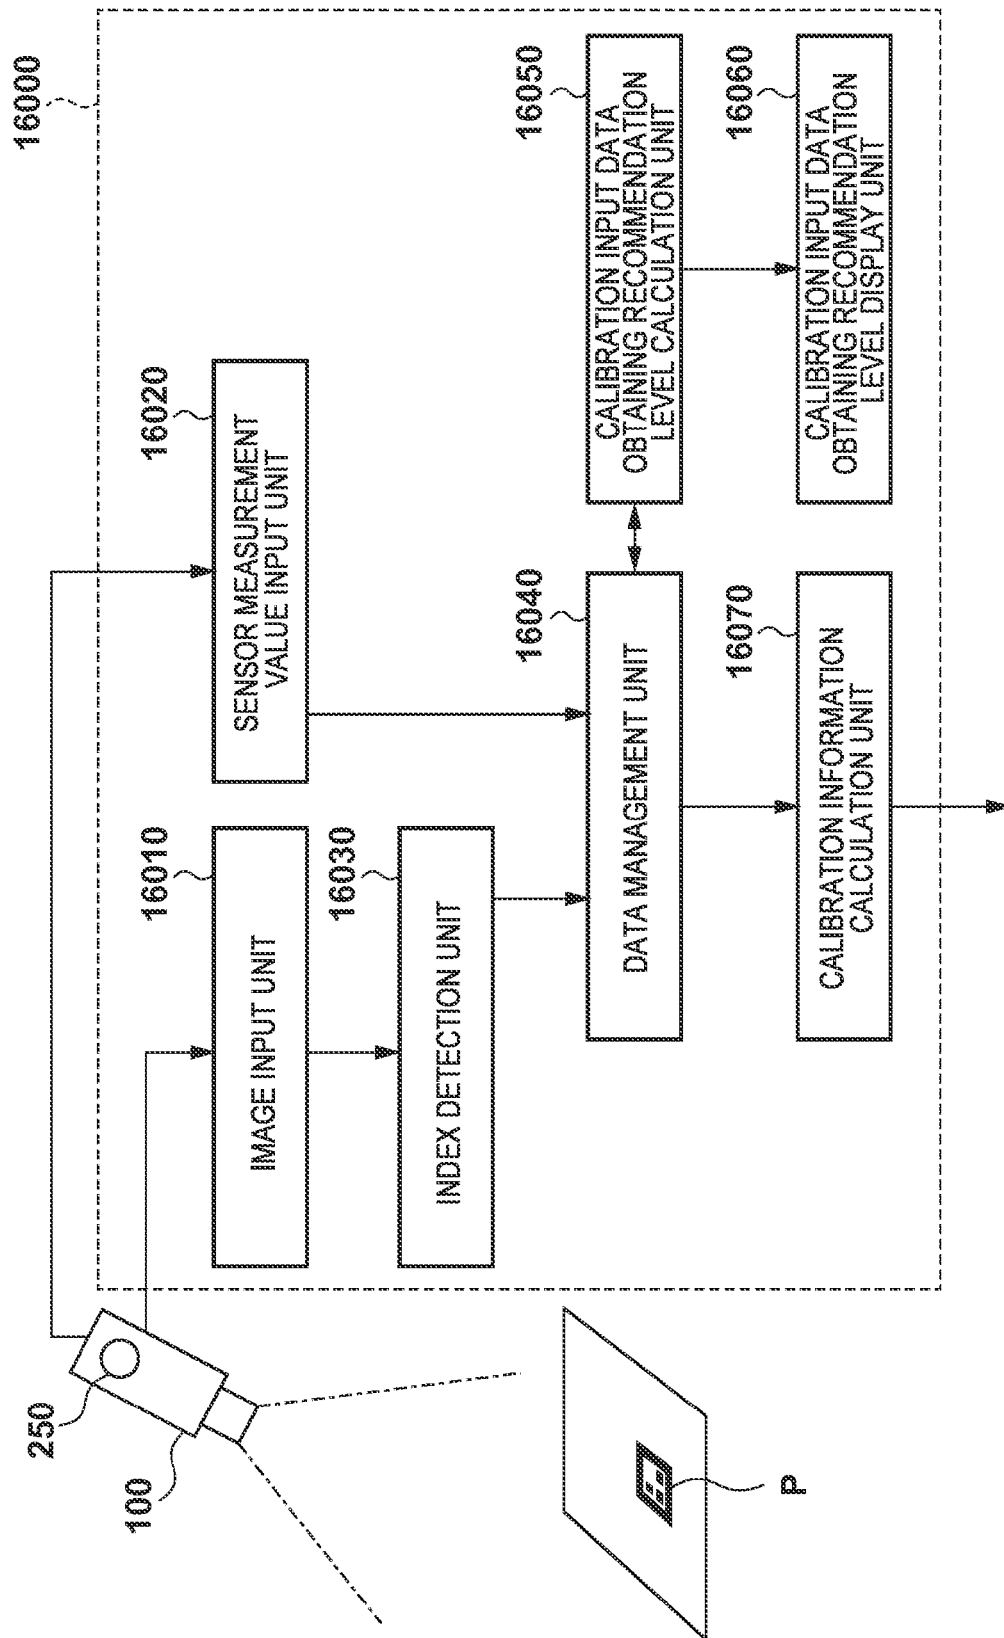 16000
250
100
16010
IMAGE INPUT UNIT
16020
SENSOR MEASUREMENT
VALUE INPUT UNIT
16030
INDEX DETECTION UNIT
16040
DATA MANAGEMENT UNIT
16050
CALIBRATION INPUT DATA
OBTAINING RECOMMENDATION
LEVEL CALCULATION UNIT
P
16070
CALIBRATION INFORMATION
CALCULATION UNIT
16060
CALIBRATION INPUT DATA
OBTAINING RECOMMENDATION
LEVEL DISPLAY UNIT